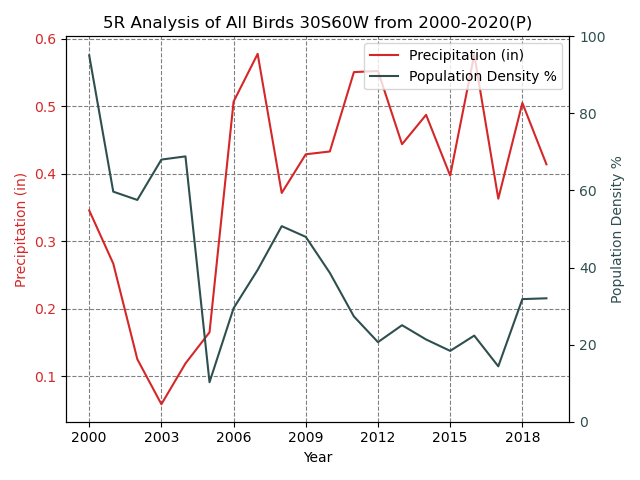 5R Analysis of All Birds 30S60W from 2000-2020(P)
Precipitation (in)
Population Density %
0.6
0.5
0.4
0.3
0.2
0.1
Precipitation (in)
100
80
60
40
20
0
Population Density %
2000 2003 2006 2009 2012 2015 2018
Year